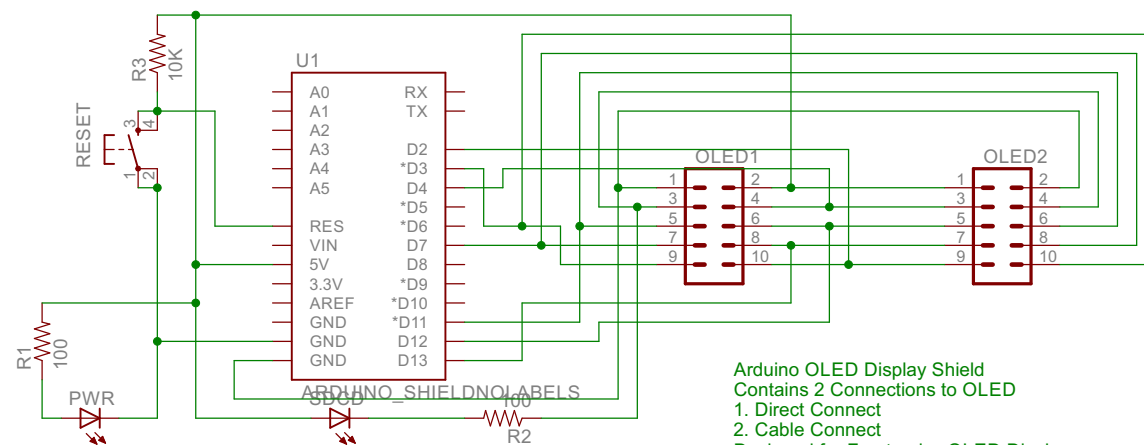 R3
10K
RESET
3
4
1
2
U1
A0
A1
A2
A3
A4
A5
RES
VIN
5V
3.3V
AREF
GND
GND
GND
RX
TX
D2
*D3
D4
*D5
*D6
D7
D8
*D9
*D10
*D11
D12
D13
ARDUINO_SHIELDNOLABELS
OLED1
1 2
3 4
5 6
7 8
9 10
OLED2
1 2
3 4
5 6
7 8
9 10
R1
100
PWR
SDCD
100
R2
Arduino OLED Display Shield
Contains 2 Connections to OLED
1. Direct Connect
2. Cable Connect